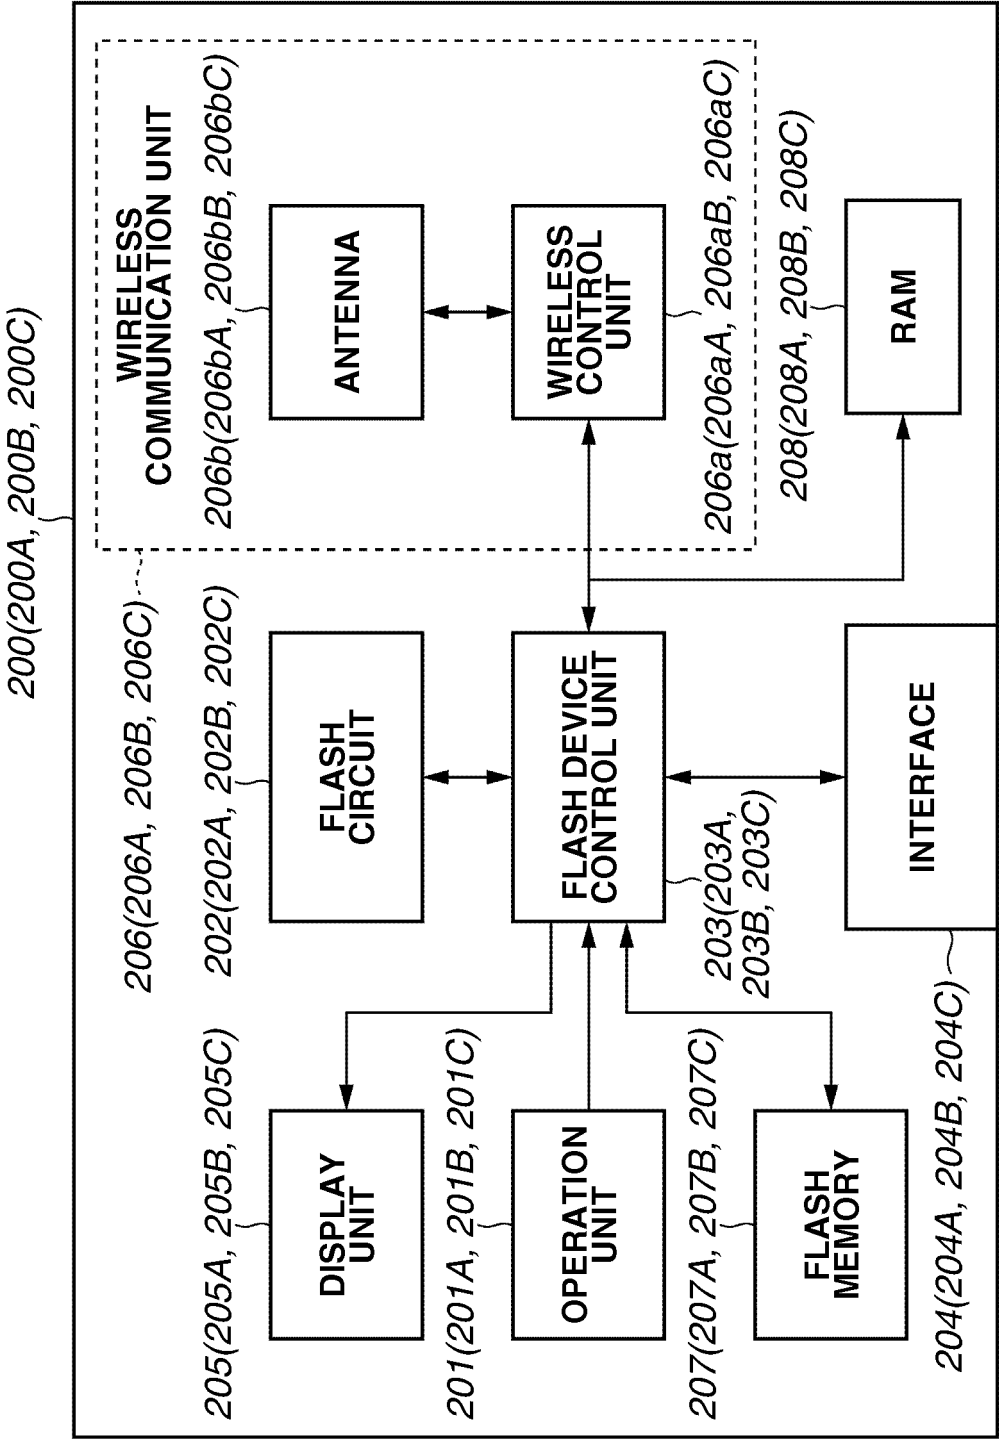 200(200A, 200B, 200C)
206(206A, 206B, 206C)
WIRELESS
COMMUNICATION UNIT
205(205A, 205B, 205C)
DISPLAY
UNIT
202(202A, 202B, 202C)
FLASH
CIRCUIT
206b(206bA, 206bB, 206bC)
ANTENNA
201(201A, 201B, 201C)
OPERATION
UNIT
FLASH DEVICE
CONTROL UNIT
203(203A,
203B, 203C)
WIRELESS
CONTROL
UNIT
206a(206aA, 206aB, 206aC)
207(207A, 207B, 207C)
FLASH
MEMORY
204(204A, 204B, 204C)
INTERFACE
208(208A, 208B, 208C)
RAM